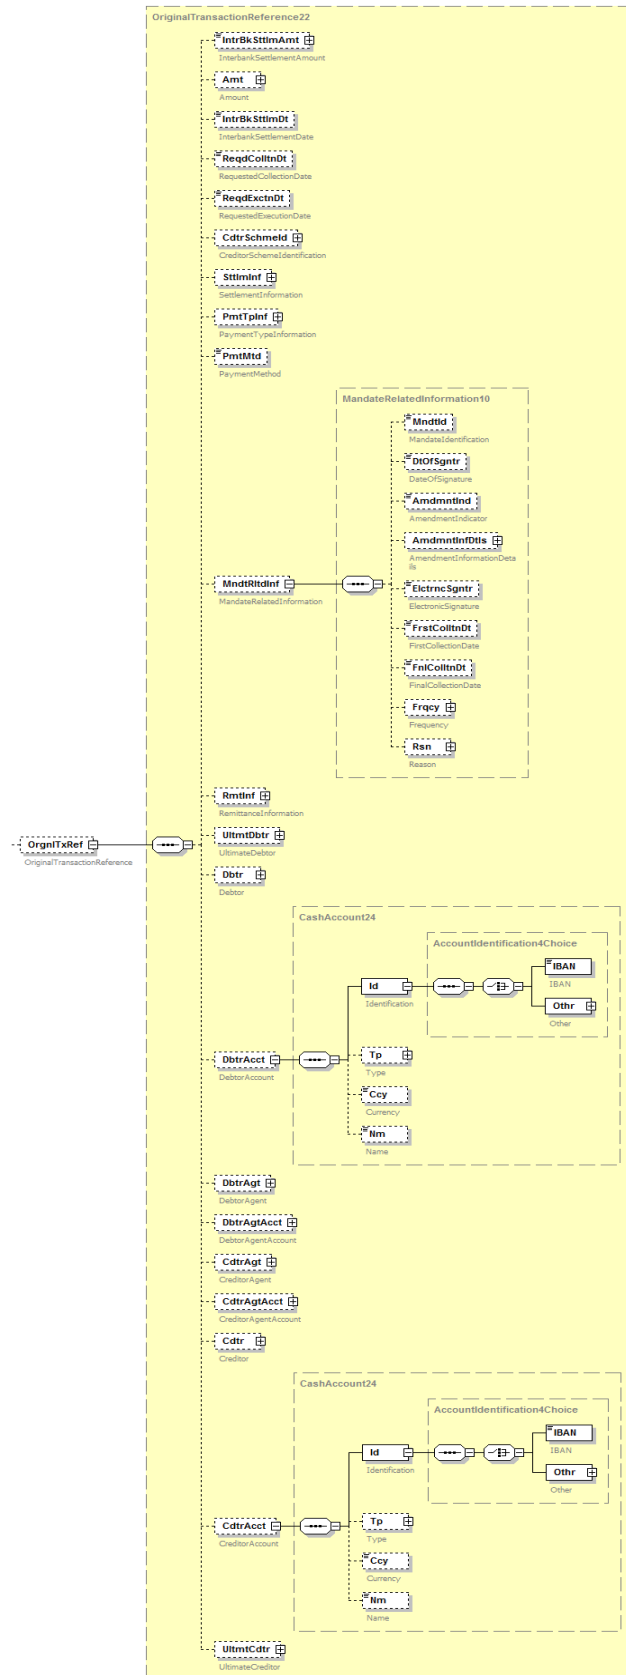 OriginalTransactionReference22
IntrBkSttlmAmt
InterbankSettlementAmount
Amt
Amount
IntrBkSttlmDt
InterbankSettlementDate
ReqdColltnDt
RequestedCollectionDate
ReqdExctnDt
RequestedExecutionDate
CdtrSchmeId
CreditorSchemeIdentification
SttlmInf
SettlementInformation
PmtTpInf
PaymentTypeInformation
PmtMtd
PaymentMethod
MandateRelatedInformation10
MndtId
MandateIdentification
DtOfSgntr
DateOfSignature
AmdmntInd
AmendmentIndicator
AmdmntInfDtls
AmendmentInformationDeta
ils
MndtRltdInf
MandateRelatedInformation
ElctrncSgntr
ElectronicSignature
FrstColltnDt
FirstCollectionDate
FnlColltnDt
FinalCollectionDate
Frqcy
Frequency
Rsn
Reason
RmtInf
RemittanceInformation
OrgnlTxRef
OriginalTransactionReference
UltmtDbtr
UltimateDebtor
Dbtr
Debtor
CashAccount24
AccountIdentification4Choice
Id
Identification
IBAN
IBAN
Othr
Other
DbtrAcct
DebtorAccount
Tp
Type
Ccy
Currency
Nm
Name
DbtrAgt
DebtorAgent
DbtrAgtAcct
DebtorAgentAccount
CdtrAgt
CreditorAgent
CdtrAgtAcct
CreditorAgentAccount
Cdtr
Creditor
CashAccount24
AccountIdentification4Choice
Id
Identification
IBAN
IBAN
Othr
Other
CdtrAcct
CreditorAccount
Tp
Type
Ccy
Currency
Nm
Name
UltmtCdtr
UltimateCreditor